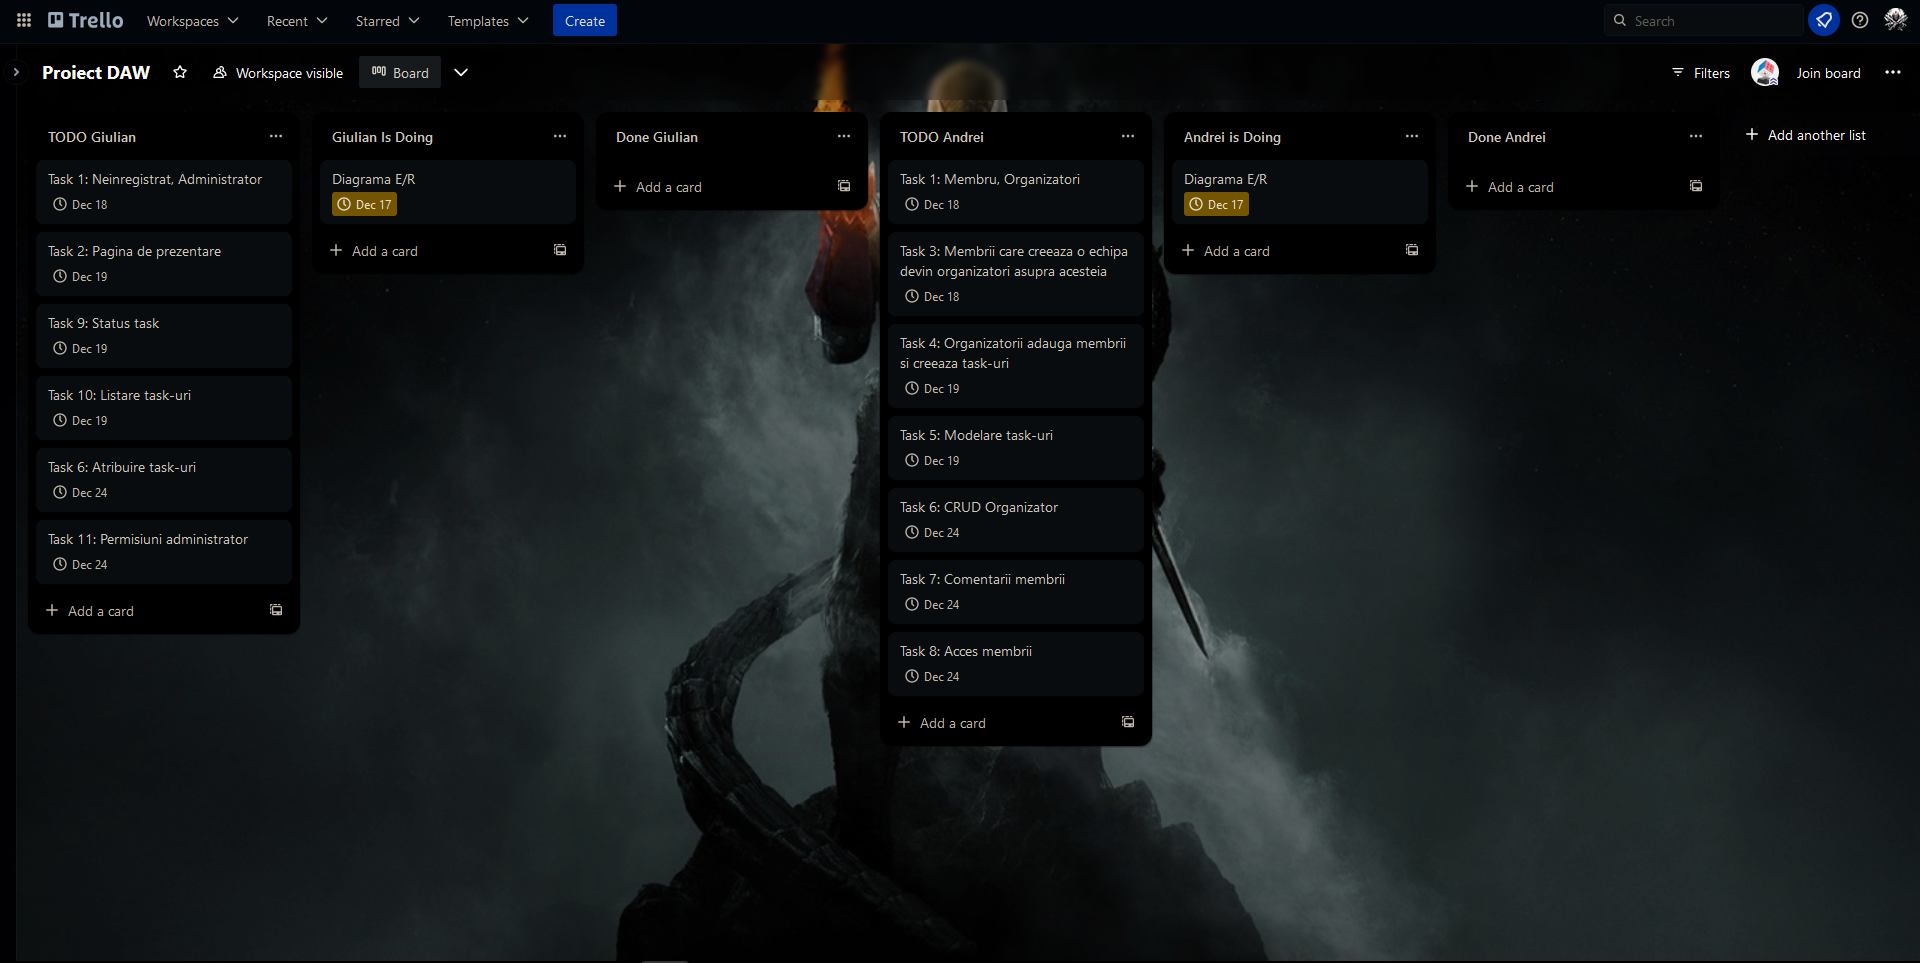 Trello
Workspaces
Recent
Starred
Templates
Create
Search
Proiect DAW
Workspace visible
Board
Filters
Join board
TODO Giulian
Task 1: Neinregistrat, Administrator
Dec 18
Task 2: Pagina de prezentare
Dec 19
Task 9: Status task
Dec 19
Task 10: Listare task-uri
Dec 19
Task 6: Atribuire task-uri
Dec 24
Task 11: Permisiuni administrator
Dec 24
Add a card
Giulian Is Doing
Diagrama E/R
Dec 17
Add a card
Done Giulian
Add a card
TODO Andrei
Task 1: Membru, Organizatori
Dec 18
Task 3: Membrii care creeaza o echipa
devin organizatori asupra acesteia
Dec 18
Task 4: Organizatorii adauga membrii
si creeaza task-uri
Dec 19
Task 5: Modelare task-uri
Dec 19
Task 6: CRUD Organizator
Dec 24
Task 7: Comentarii membrii
Dec 24
Task 8: Acces membrii
Dec 24
Add a card
Andrei is Doing
Diagrama E/R
Dec 17
Add a card
Done Andrei
Add a card
Add another list